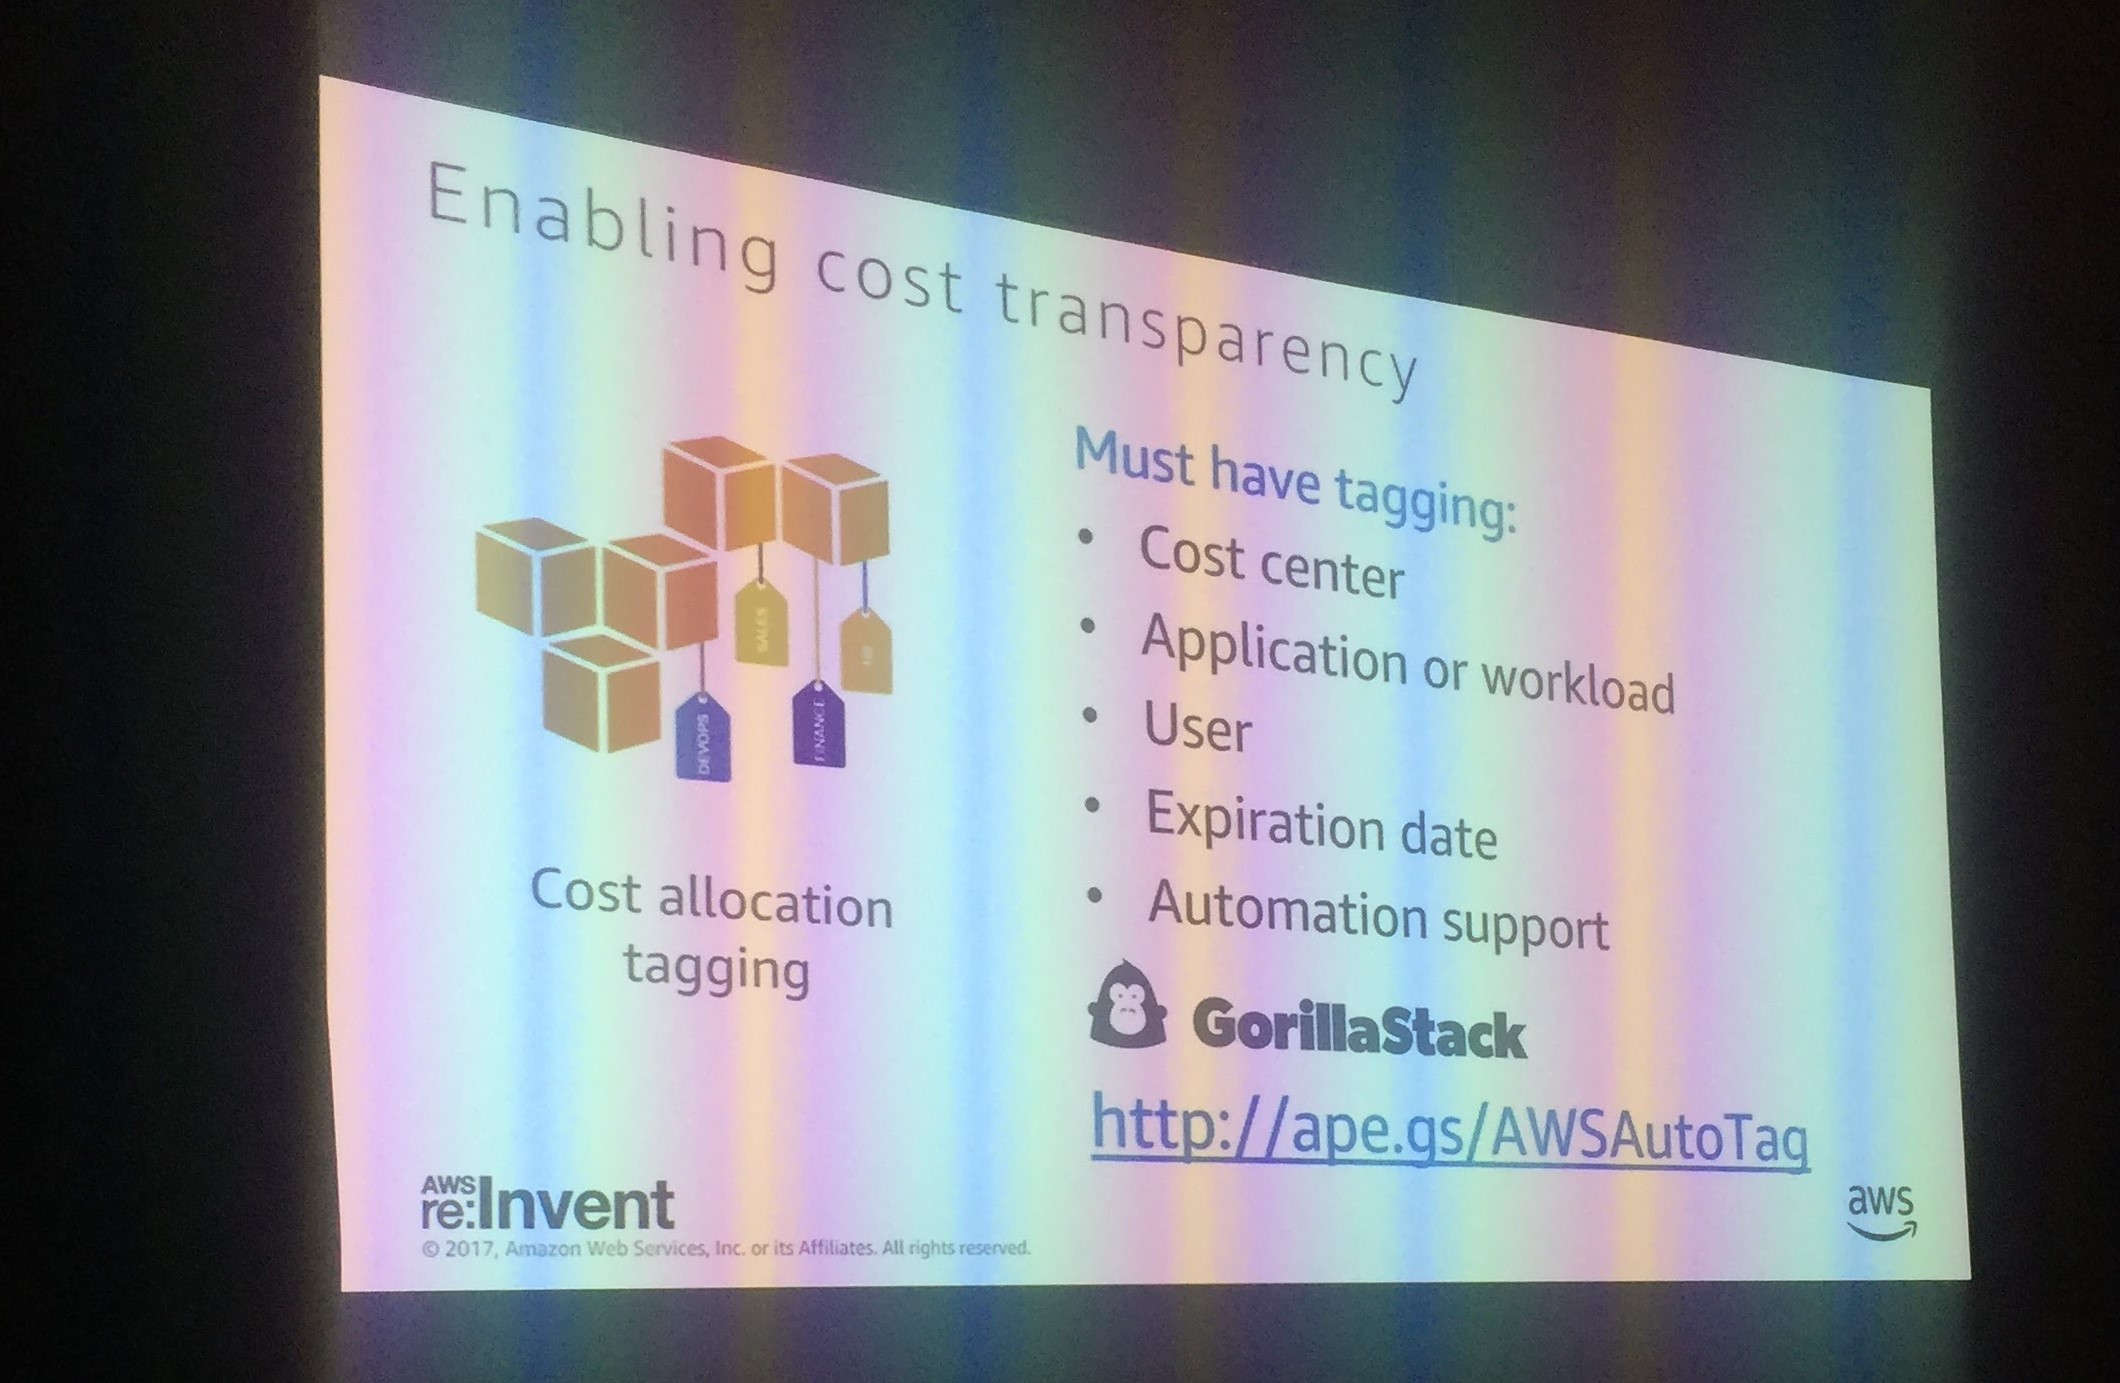 Enabling cost transparency
SALES
HR
DEVOPS
FINANCE
Cost allocation
tagging
Must have tagging:
• Cost center
• Application or workload
• User
• Expiration date
• Automation support
GorillaStack
http://ape.gs/AWSAutoTag
AWS
re:Invent
© 2017, Amazon Web Services, Inc. or its Affiliates. All rights reserved.
aws